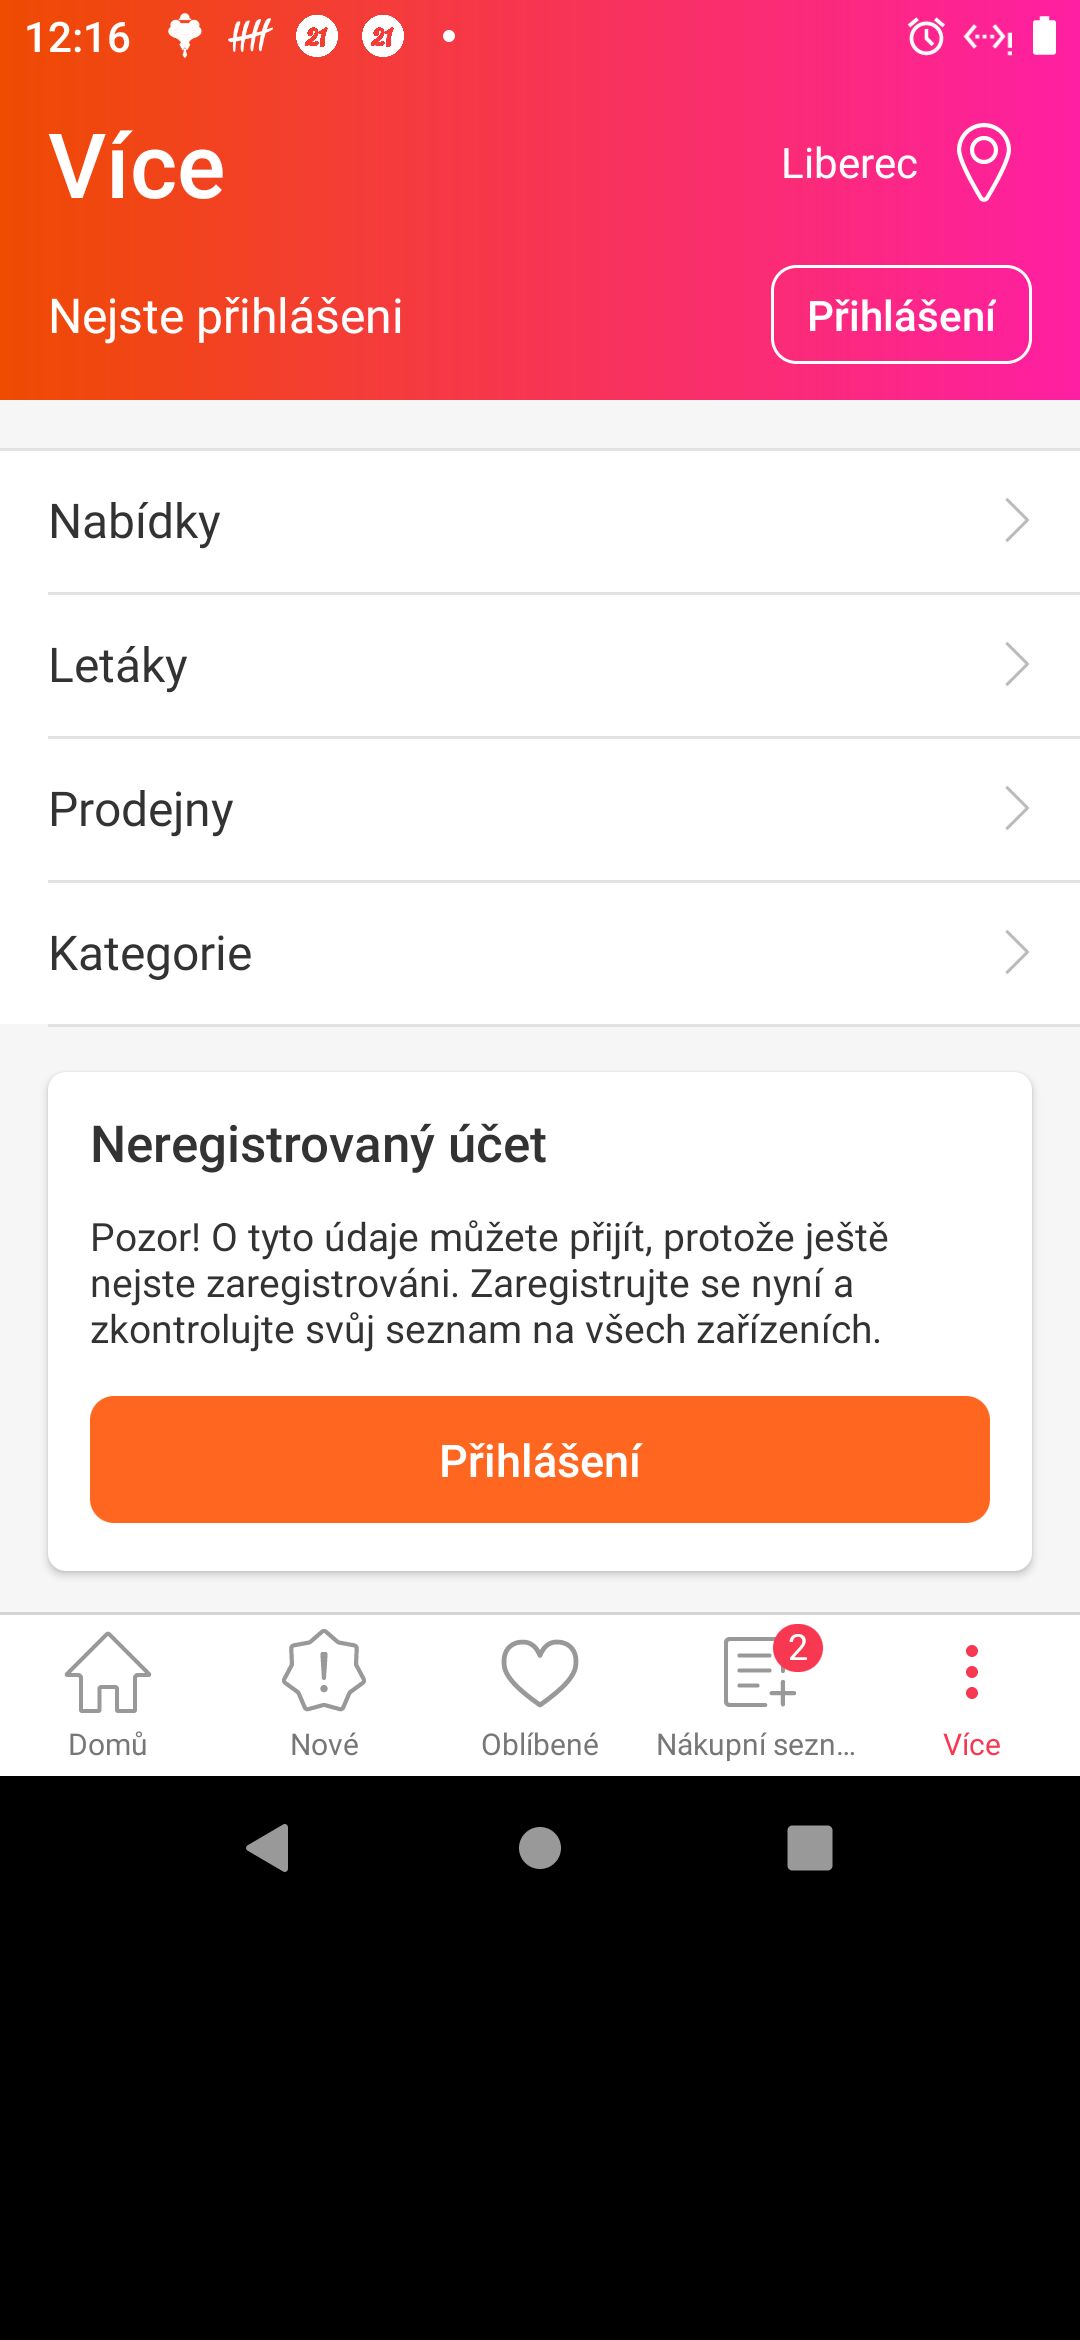 12:16
21
21
Více
Liberec
Nejste přihlášeni
Přihlášení
Nabídky
Letáky
Prodejny
Kategorie
Neregistrovaný účet
Pozor! O tyto údaje můžete přijít, protože ještě
nejste zaregistrováni. Zaregistrujte se nyní a
zkontrolujte svůj seznam na všech zařízeních.
Přihlášení
2
Domů
Nové
Oblíbené
Nákupní sezn...
Více